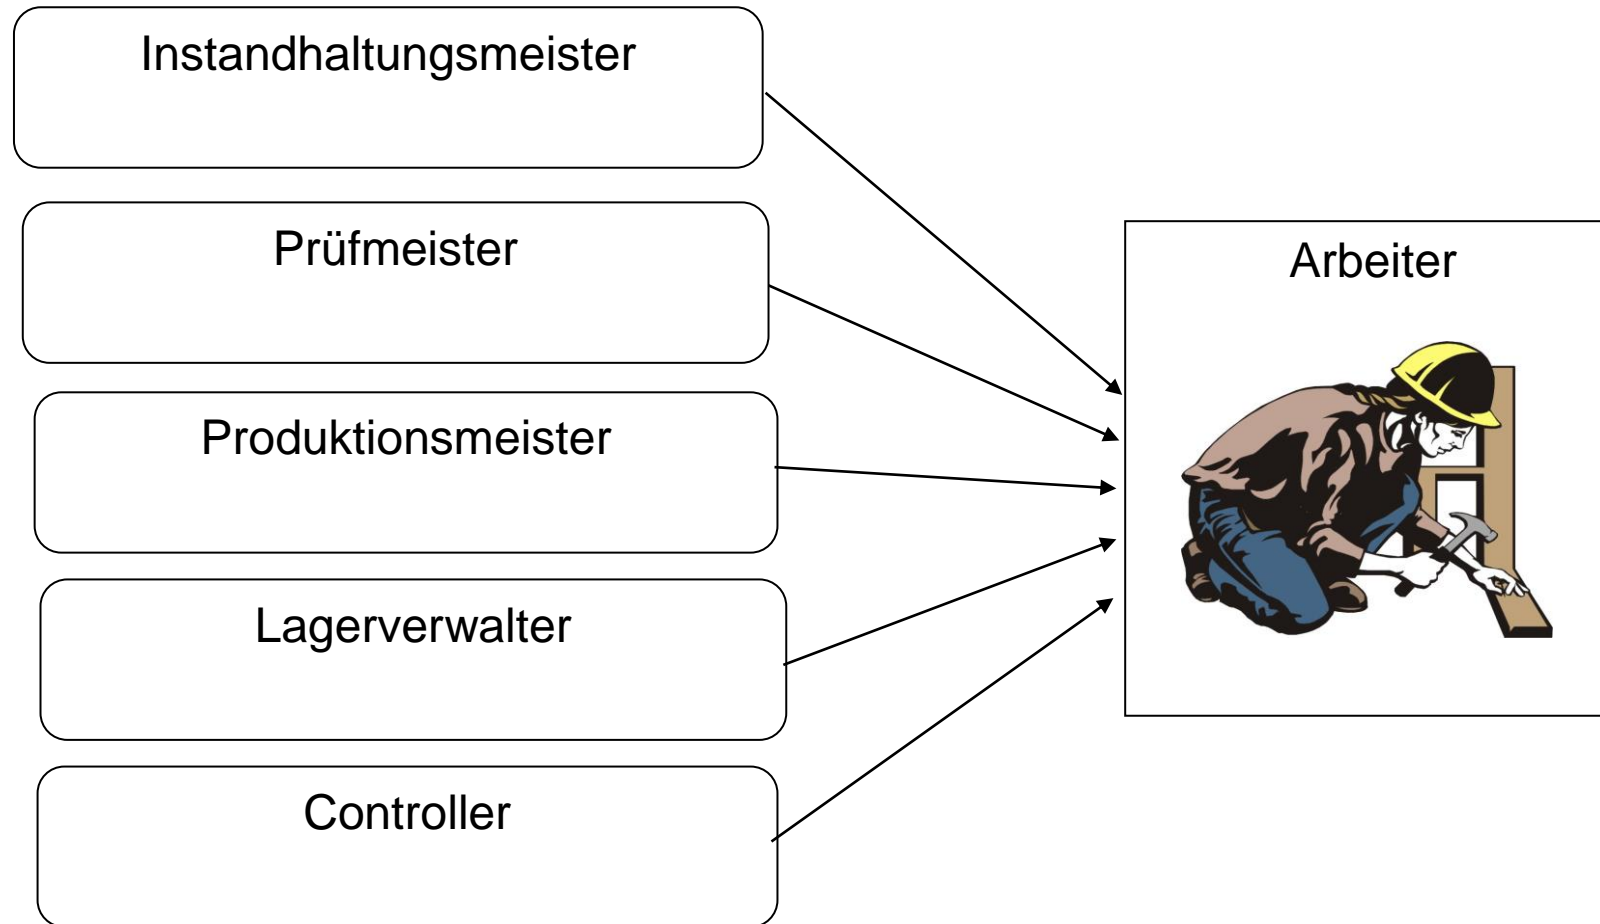 Instandhaltungsmeister
Prüfmeister
Produktionsmeister
Lagerverwalter
Controller
Arbeiter